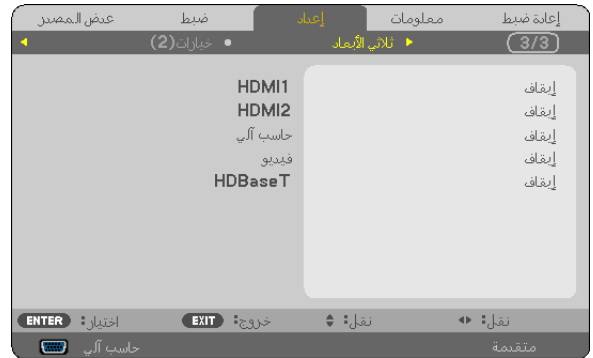 عرض المصدر ضبط إعداد معلومات إعادة ضبط
خيارات(2) ثلاثي الأبعاد 3/3
HDMI1 إيقاف
HDMI2 إيقاف
حاسب آلي إيقاف
فيديو إيقاف
HDBaseT إيقاف
ENTER :اختيار EXIT :خروج نقل: نقل:
حاسب آلي متقدمة